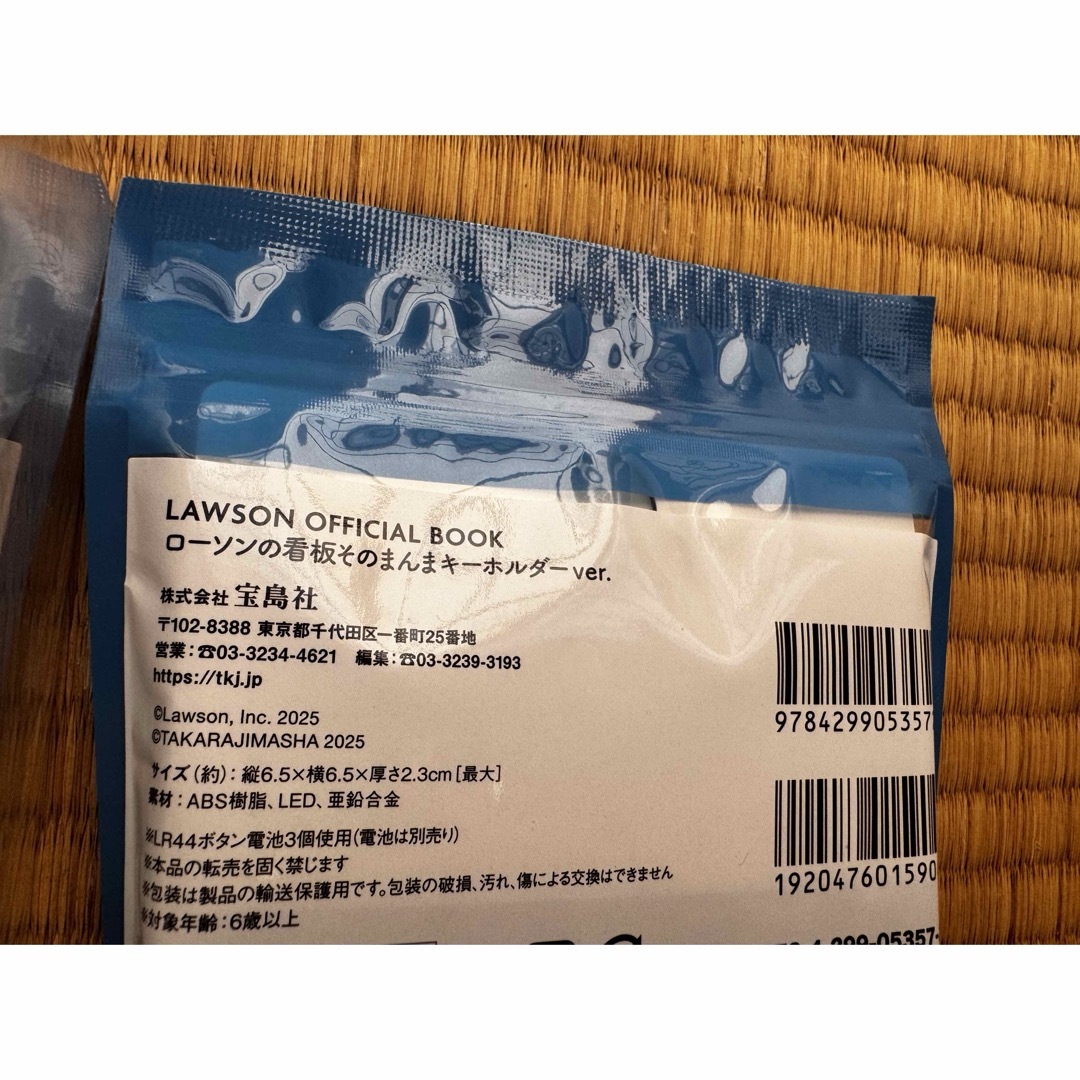 LAWSON OFFICIAL BOOK
ローソンの看板そのまんまキーホルダーver.
株式会社 宝島社
〒102-8388 東京都千代田区一番町25番地
営業：☎03-3234-4621 編集：☎03-3239-3193
https://tkj.jp
©Lawson, Inc. 2025
©TAKARAJIMASHA 2025
サイズ（約）：縦6.5×横6.5×厚さ2.3cm［最大］
素材：ABS樹脂、LED、亜鉛合金
※LR44ボタン電池3個使用（電池は別売り）
※本品の転売を固く禁じます
※包装は製品の輸送保護用です。包装の破損、汚れ、傷による交換はできません
※対象年齢：6歳以上
978429905357
192047601590
4-299-05357-